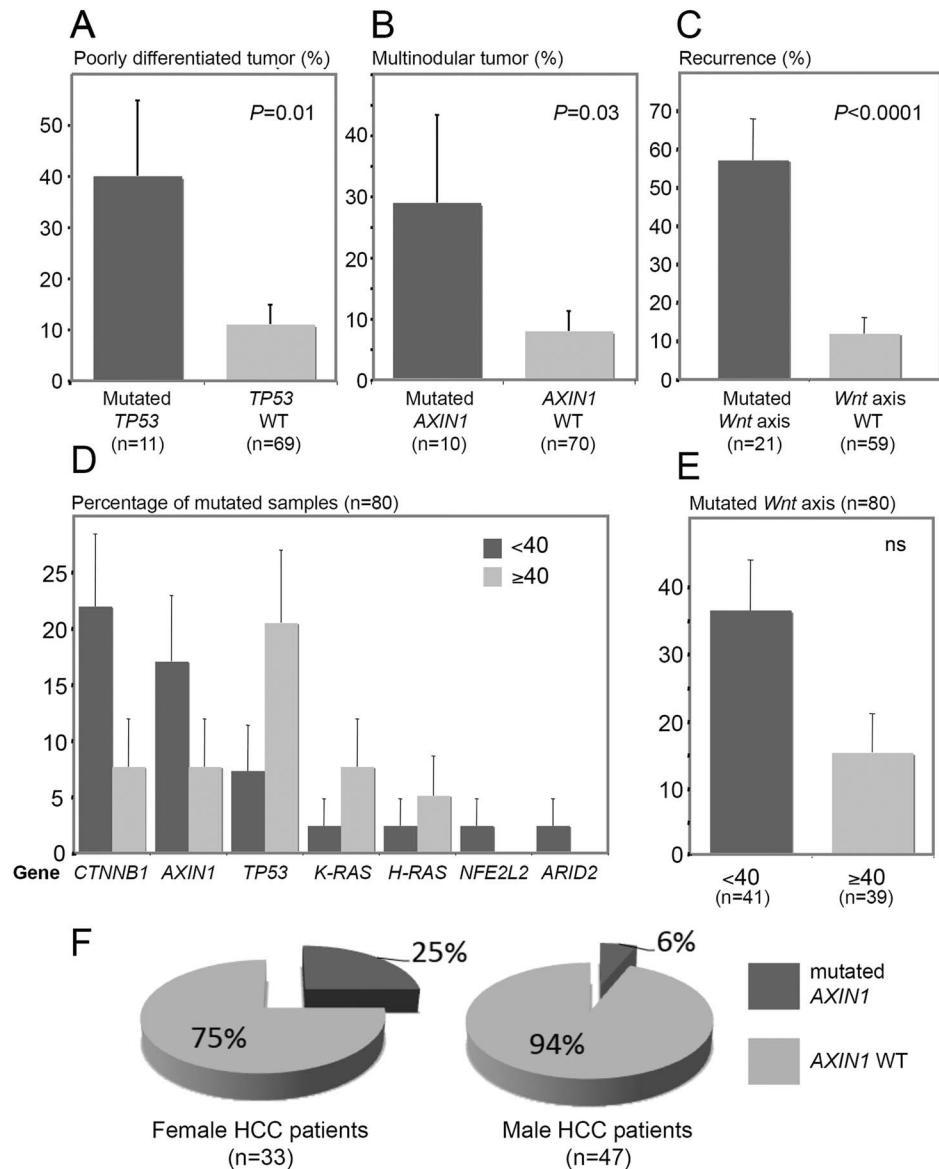 A
Poorly differentiated tumor (%)
P=0.01
50
40
30
20
10
0
Mutated
TP53
(n=11)
TP53
WT
(n=69)
B
Multinodular tumor (%)
P=0.03
40
30
20
10
0
Mutated
AXIN1
(n=10)
AXIN1
WT
(n=70)
C
Recurrence (%)
P<0.0001
70
60
50
40
30
20
10
0
Mutated
Wnt axis
(n=21)
Wnt axis
WT
(n=59)
D
Percentage of mutated samples (n=80)
<40
≥40
25
20
15
10
5
0
Gene CTNNB1 AXIN1 TP53 K-RAS H-RAS NFE2L2 ARID2
E
Mutated Wnt axis (n=80)
ns
40
30
20
15
10
0
<40
(n=41)
≥40
(n=39)
F
25%
75%
Female HCC patients
(n=33)
6%
94%
Male HCC patients
(n=47)
mutated
AXIN1
AXIN1 WT